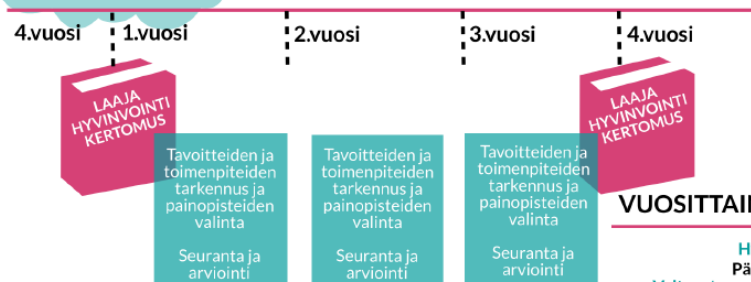 4.vuosi
1.vuosi
2.vuosi
3.vuosi
4.vuosi
LAAJA
HYVINVOINTI
KERTOMUS
LAAJA
HYVINVOINTI
KERTOMUS
Tavoitteiden ja
toimenpiteiden
tarkennus ja
painopisteiden
valinta
Seuranta ja
arviointi
Tavoitteiden ja
toimenpiteiden
tarkennus ja
painopisteiden
valinta
Seuranta ja
arviointi
Tavoitteiden ja
toimenpiteiden
tarkennus ja
painopisteiden
valinta
Seuranta ja
arviointi